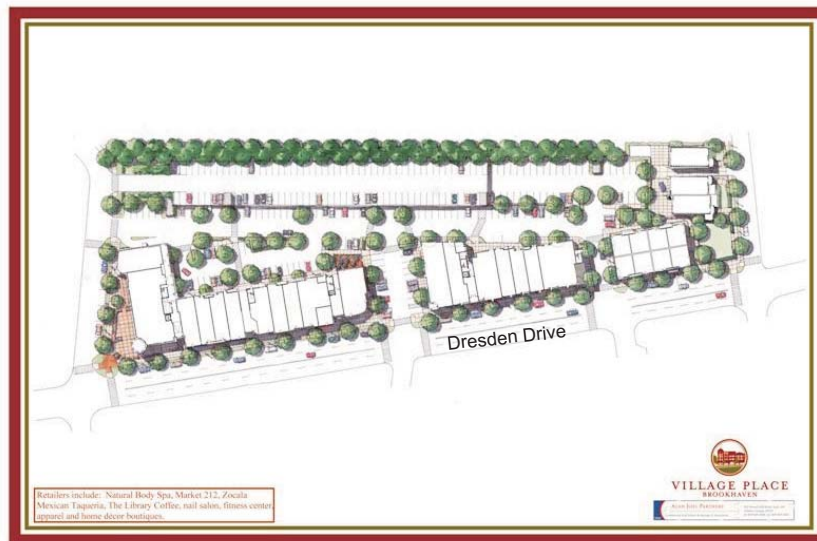 Dresden Drive
VILLAGE PLACE
BROOKHAVEN
Retailers include: Natural Body Spa, Market 212, Zocala
Mexican Taqueria, The Library Coffee, nail salon, fitness center,
apparel and home décor boutiques.